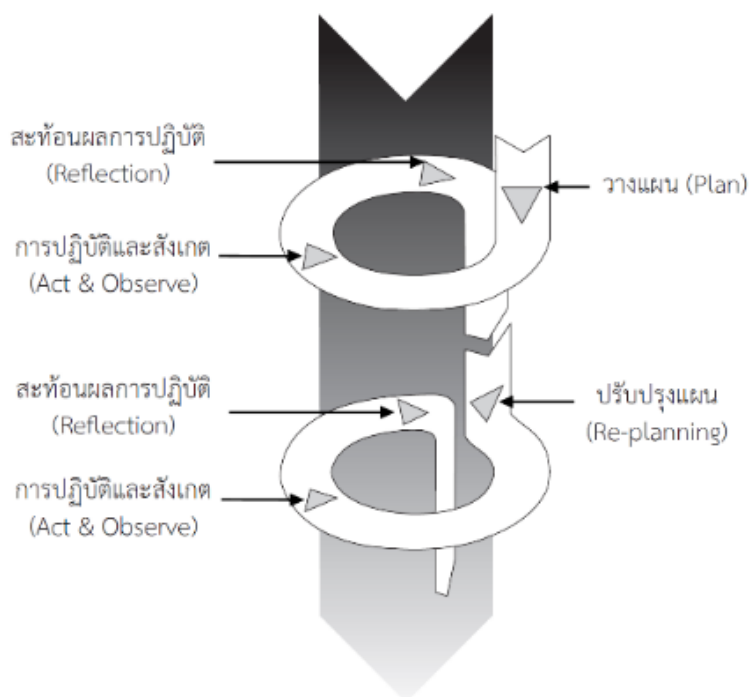 สะท้อนผลการปฏิบัติ
(Reflection)
วางแผน (Plan)
การปฏิบัติและสังเกต
(Act & Observe)
สะท้อนผลการปฏิบัติ
(Reflection)
ปรับปรุงแผน
(Re-planning)
การปฏิบัติและสังเกต
(Act & Observe)